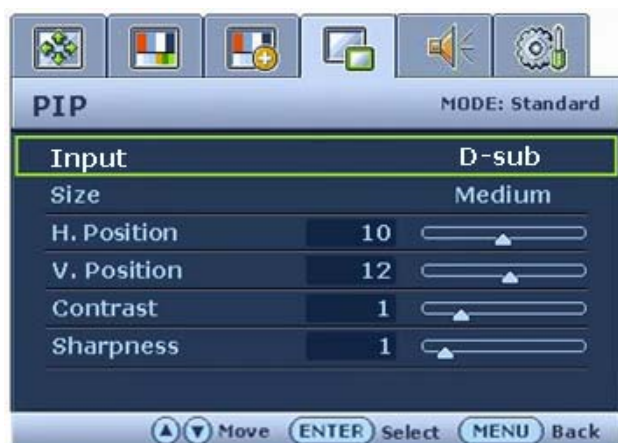 PIP MODE: Standard
Input D-sub
Size Medium
H. Position 10
V. Position 12
Contrast 1
Sharpness 1
Move ENTER Select MENU Back